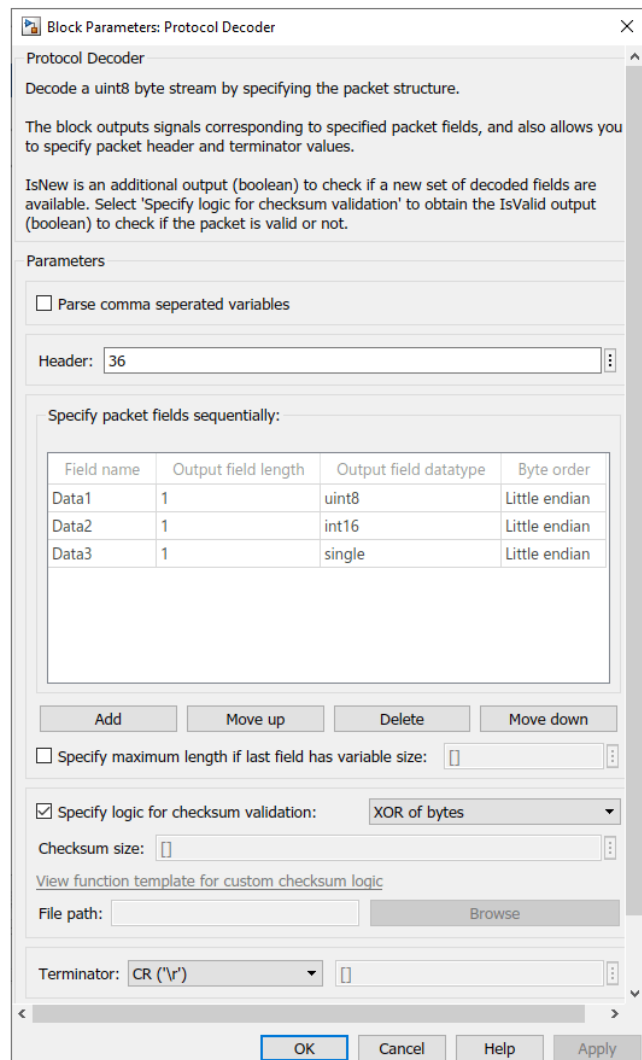 Block Parameters: Protocol Decoder
Protocol Decoder
Decode a uint8 byte stream by specifying the packet structure.
The block outputs signals corresponding to specified packet fields, and also allows you
to specify packet header and terminator values.
IsNew is an additional output (boolean) to check if a new set of decoded fields are
available. Select 'Specify logic for checksum validation' to obtain the IsValid output
(boolean) to check if the packet is valid or not.
Parameters
Parse comma seperated variables
Header: 36
Specify packet fields sequentially:
Field name Output field length Output field datatype Byte order
Data1 1 uint8 Little endian
Data2 1 int16 Little endian
Data3 1 single Little endian
Add Move up Delete Move down
Specify maximum length if last field has variable size: []
Specify logic for checksum validation: XOR of bytes
Checksum size: []
View function template for custom checksum logic
File path: Browse
Terminator: CR ('\r') []
OK Cancel Help Apply